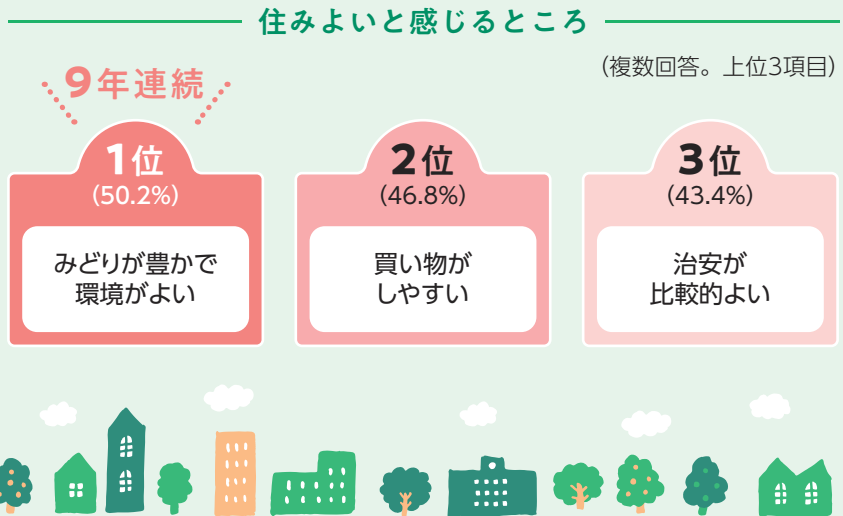 住みよいと感じるところ
(複数回答。上位3項目)
9年連続
1位
(50.2%)
みどりが豊かで
環境がよい
2位
(46.8%)
買い物が
しやすい
3位
(43.4%)
治安が
比較的よい